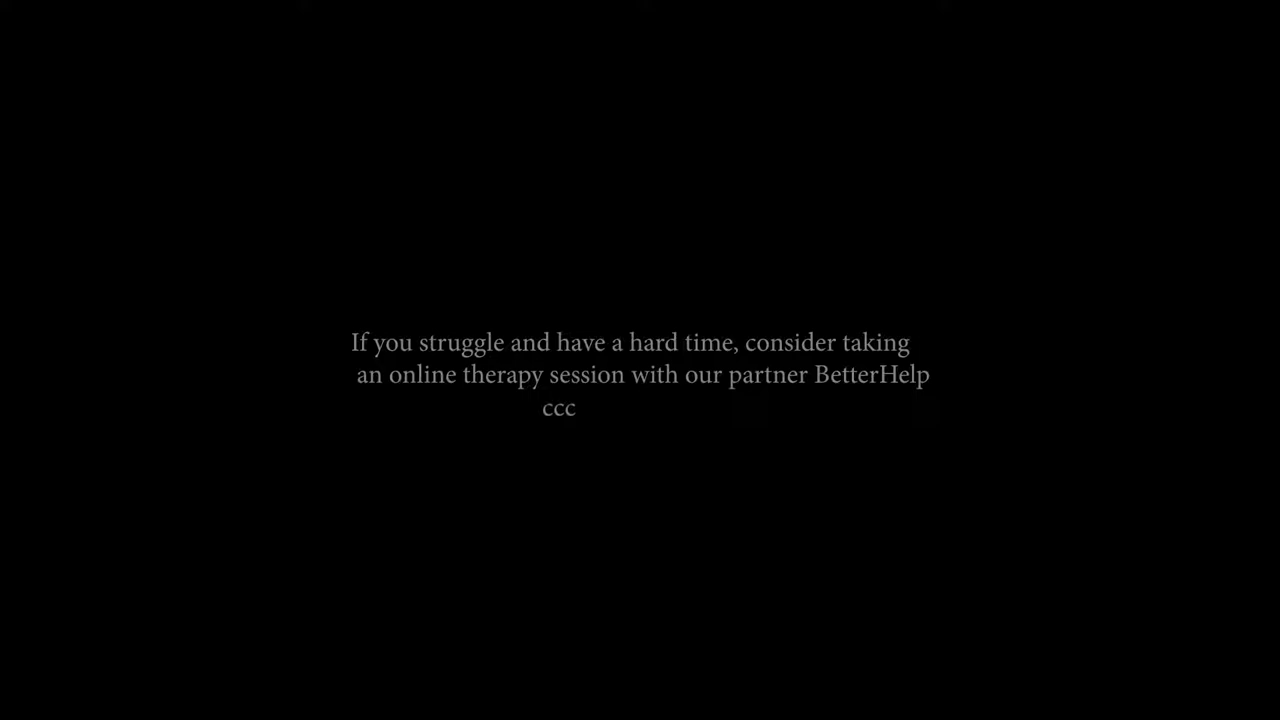 If you struggle and have a hard time, consider taking
an online therapy session with our partner BetterHelp
ccc